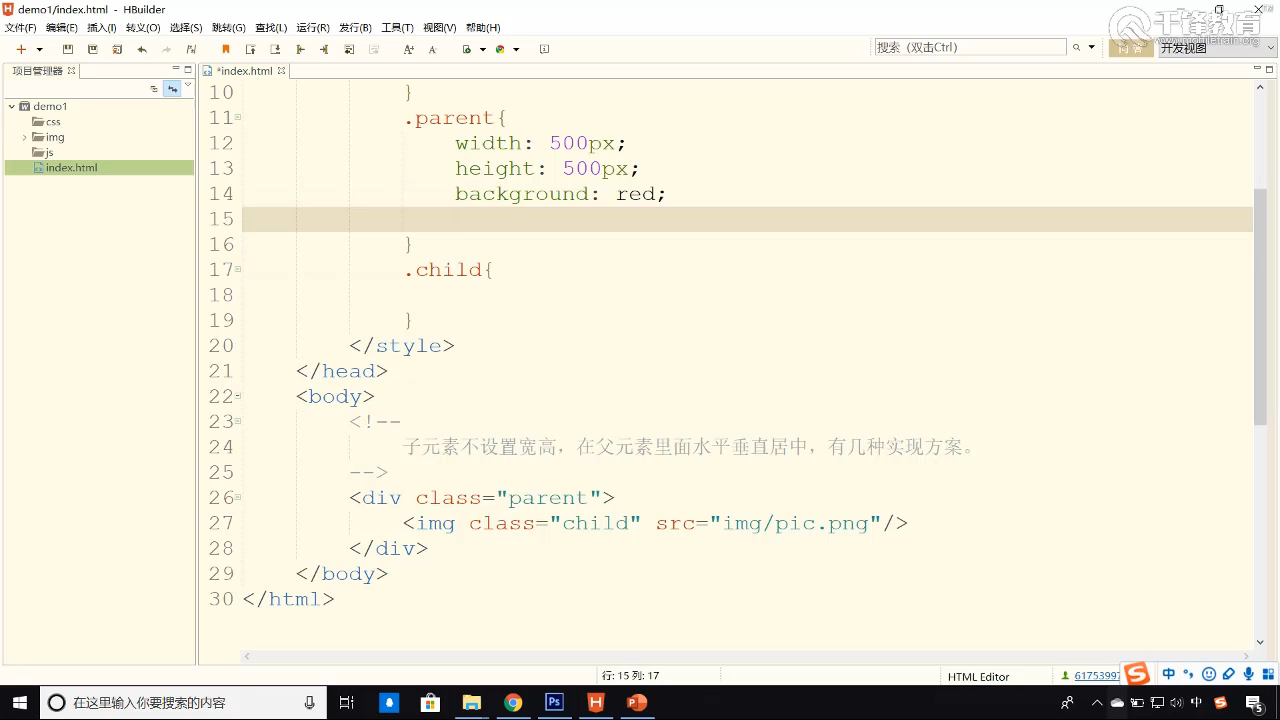 demo1/index.html - HBuilder
千锋教育
文件(F) 编辑(E) 插入(I) 转义(O) 选择(S) 跳转(G) 查找(L) 运行(R) 发行(B) 工具(T) 视图(V) 帮助(H)
搜索（双击Ctrl）
开发视图
项目管理器
*index.html
demo1
css
img
js
index.html
10 }
11 .parent{
12 width: 500px;
13 height: 500px;
14 background: red;
15
16 }
17 .child{
18
19 }
20 </style>
21 </head>
22 <body>
23 <!--
24 子元素不设置宽高，在父元素里面水平垂直居中，有几种实现方案。
25 -->
26 <div class="parent">
27 <img class="child" src="img/pic.png"/>
28 </div>
29 </body>
30 </html>
行: 15 列: 17
HTML Editor
6175399
中
在这里输入你要搜索的内容
Ps
中